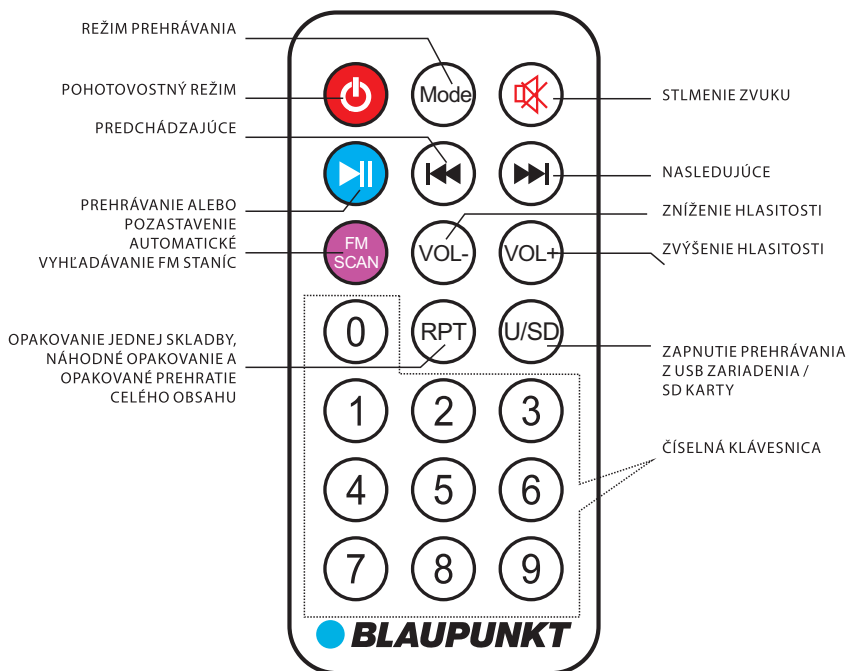 REŽIM PREHRÁVANIA
POHOTOVOSTNÝ REŽIM
PREDCHÁDZAJÚCE
PREHRÁVANIE ALEBO
POZASTAVENIE
AUTOMATICKÉ
VYHĽADÁVANIE FM STANÍC
OPAKOVANIE JEDNEJ SKLADBY,
NÁHODNÉ OPAKOVANIE A
OPAKOVANÉ PREHRATIE
CELÉHO OBSAHU
Mode
FM
SCAN
VOL-
VOL+
0
RPT
U/SD
1
2
3
4
5
6
7
8
9
BLAUPUNKT
STLMENIE ZVUKU
NASLEDUJÚCE
ZNÍŽENIE HLASITOSTI
ZVÝŠENIE HLASITOSTI
ZAPNUTIE PREHRÁVANIA
Z USB ZARIADENIA /
SD KARTY
ČÍSELNÁ KLÁVESNICA